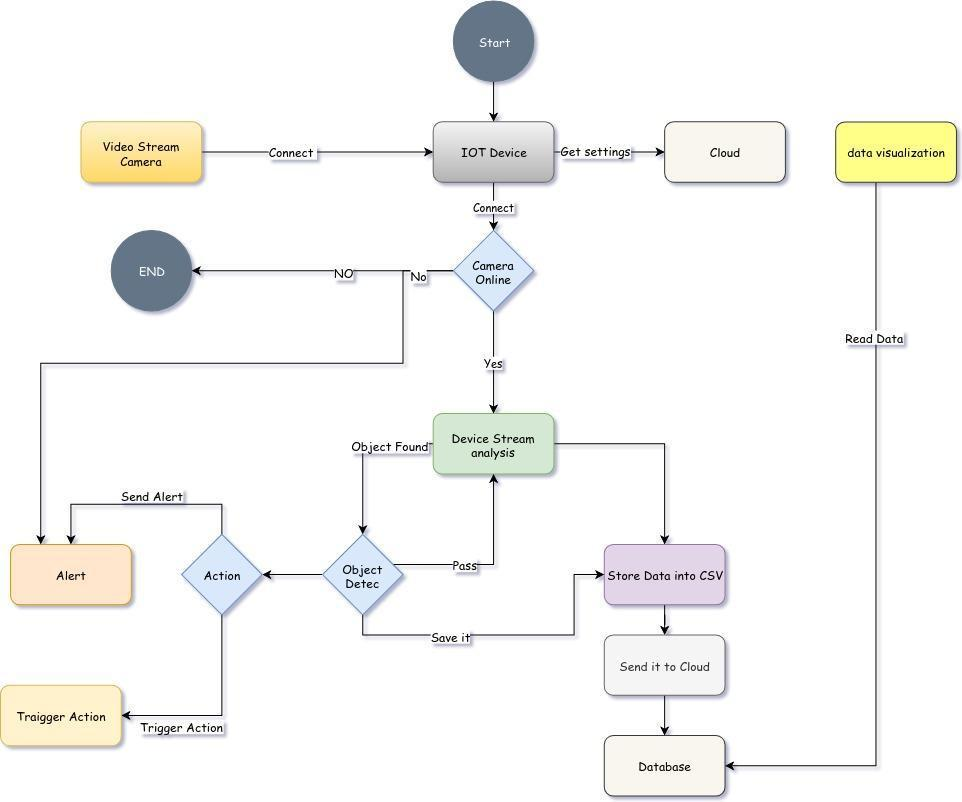 Start
Video Stream
Camera
Connect
IOT Device
Get settings
Cloud
data visualization
Connect
END
NO
No
Camera
Online
Read Data
Yes
Object Found
Device Stream
analysis
Send Alert
Alert
Action
Object
Detec
Pass
Store Data into CSV
Save it
Send it to Cloud
Traigger Action
Trigger Action
Database